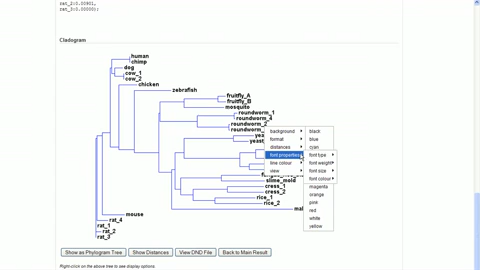 rat_2:0.00801,
rat_3:0.00000);
Cladogram
human
chimp
dog
cow_1
cow_2
chicken
zebrafish
fruitfly_A
fruitfly_B
mosquito
roundworm_1
roundworm_4
roundworm_2
background
black
format
blue
distances
cyan
font properties
font type
line colour
font weight
view
font size
font colour
slime_mold
cress_1
magenta
cress_2
orange
rice_1
pink
rice_2
red
white
yellow
mouse
rat_4
rat_1
rat_2
rat_3
Show as Phylogram Tree
Show Distances
View DND File
Back to Main Result
Right-click on the above tree to see display options.